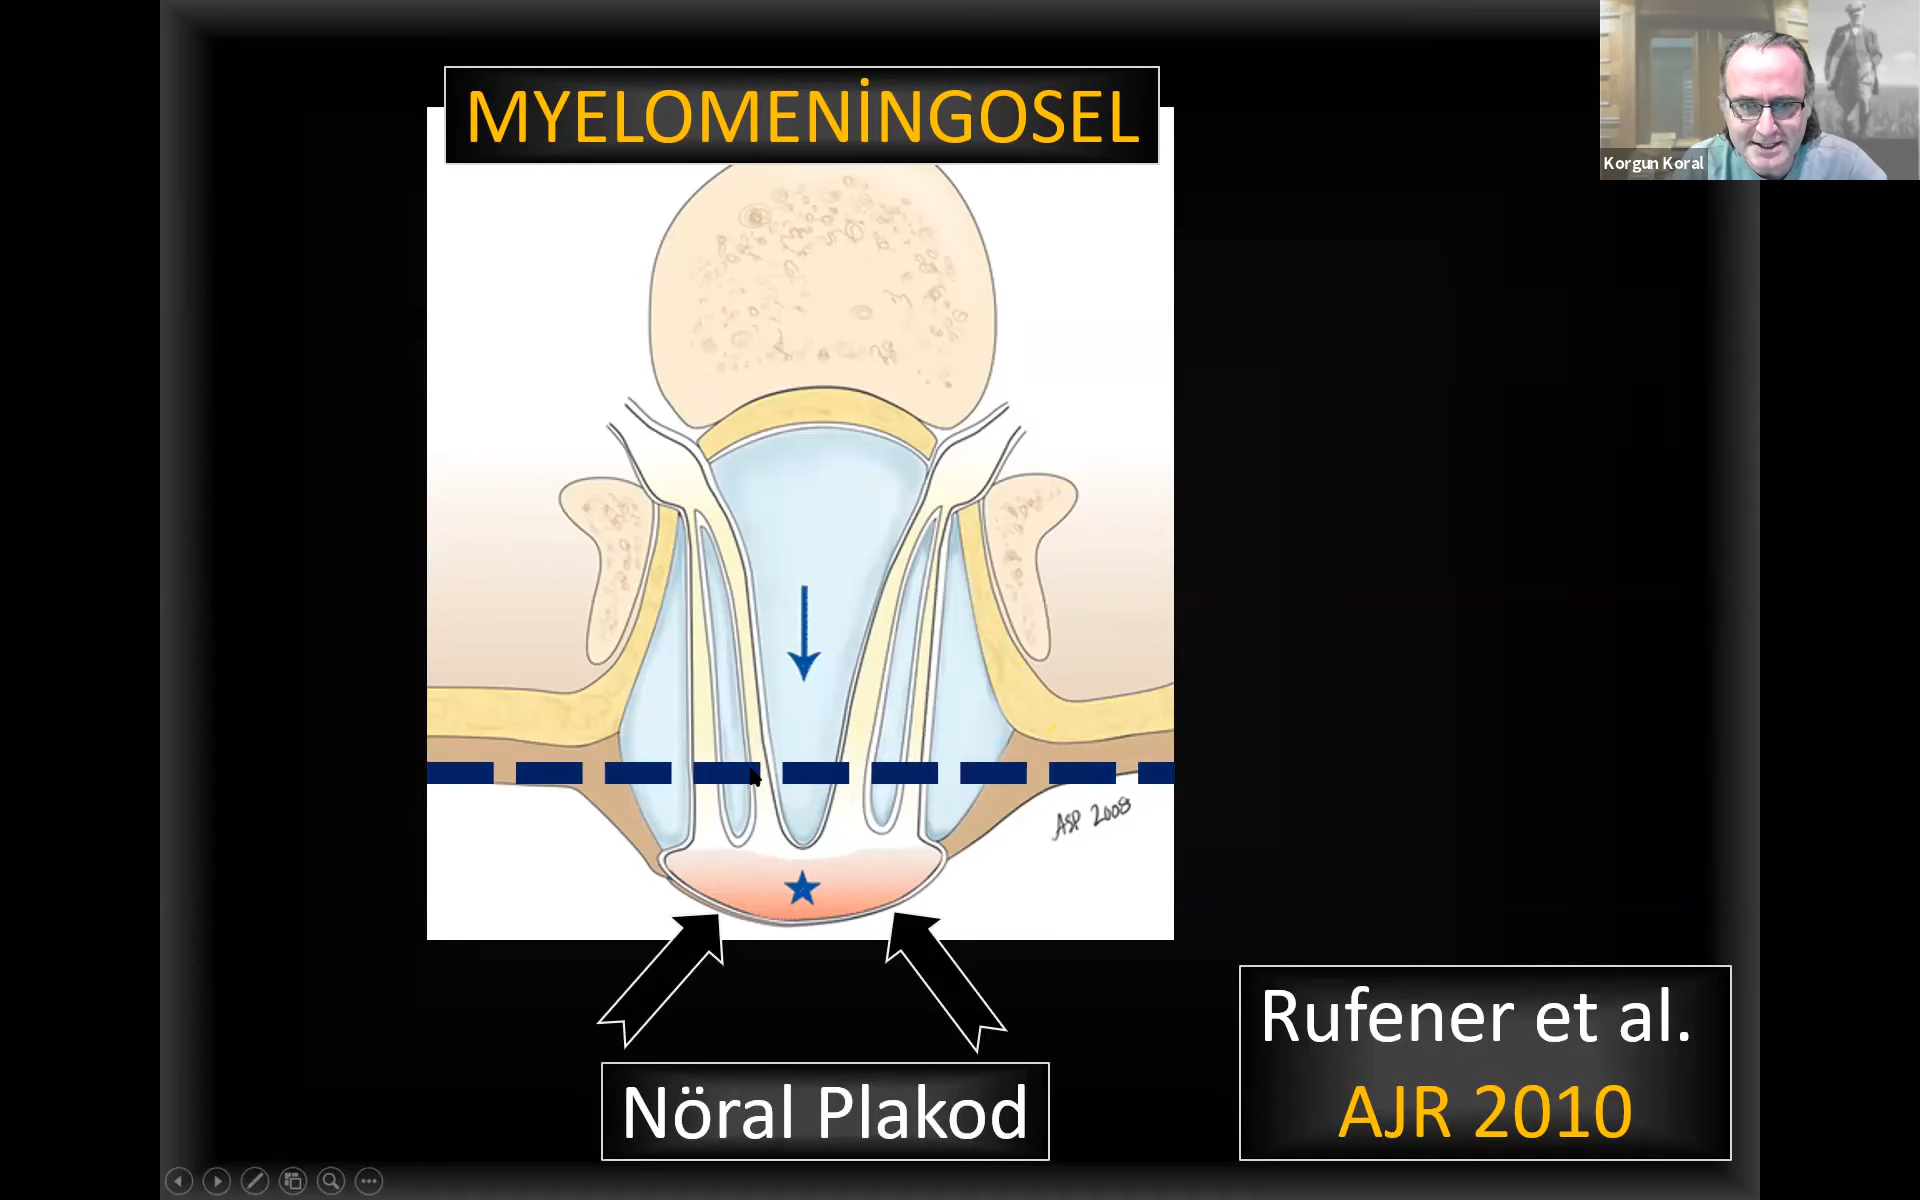 MYELOMENİNGOSEL
Korgun Koral
ASP 2008
Nöral Plakod
Rufener et al.
AJR 2010